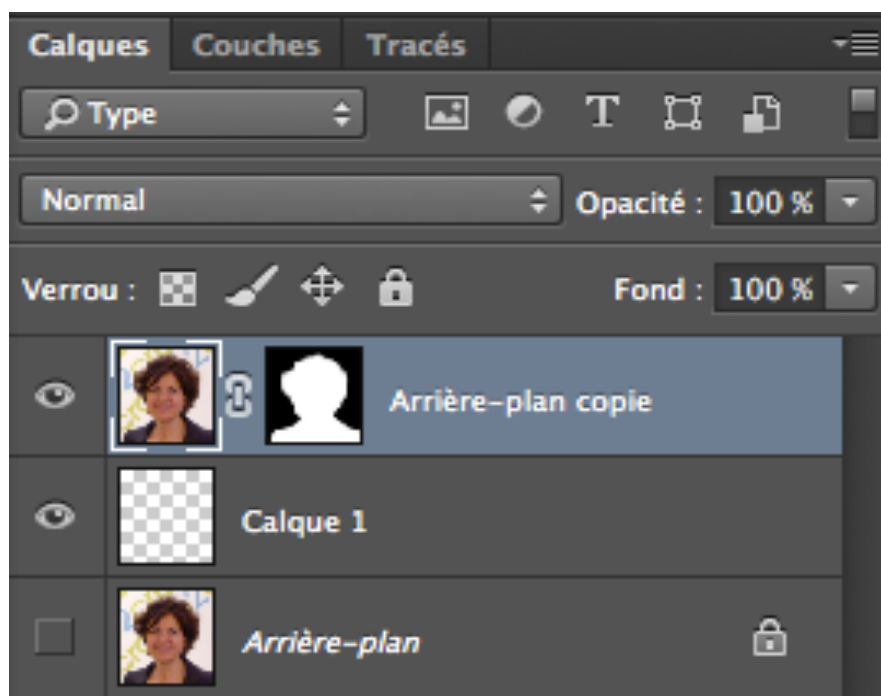 Calques Couches Tracés
Type T
Normal Opacité : 100 %
Verrou : Fond : 100 %
Arrière-plan copie
Calque 1
Arrière-plan